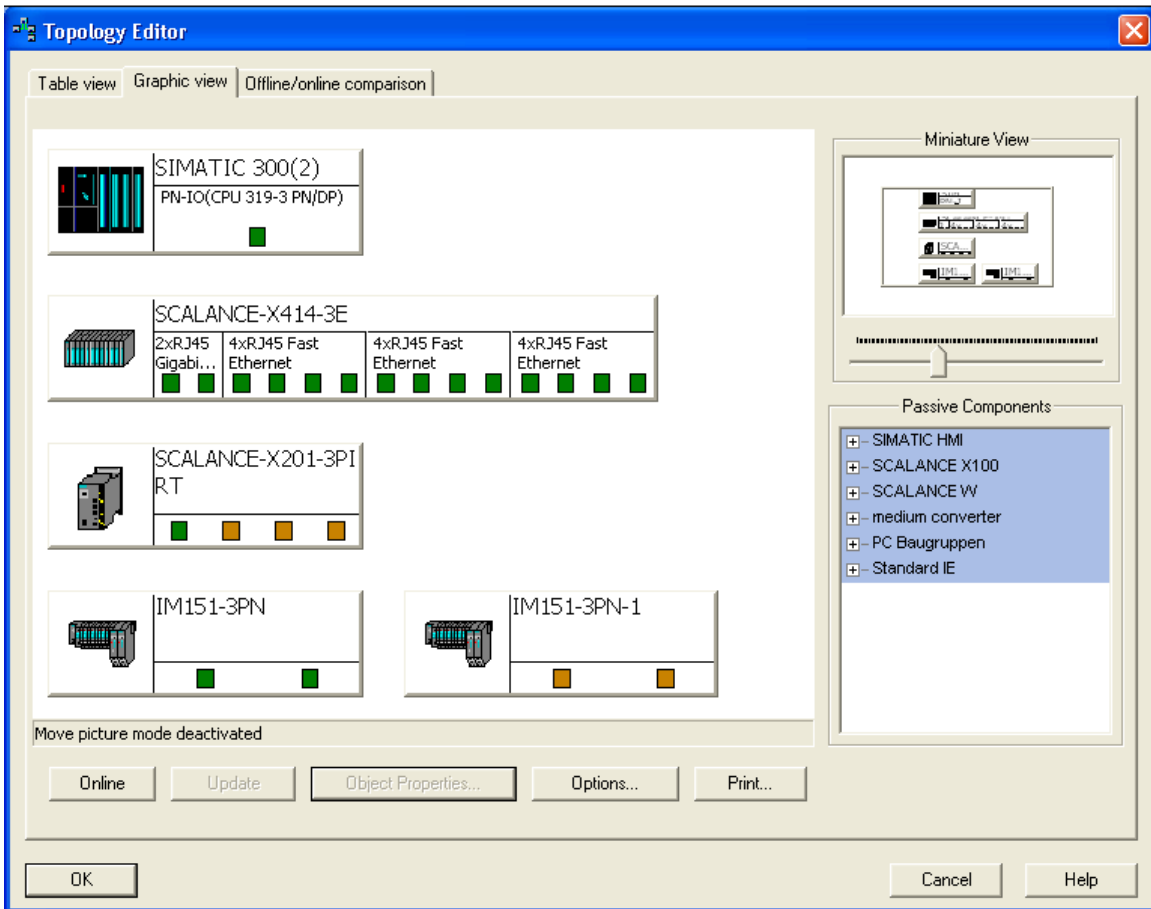 Topology Editor
Table view
Graphic view
Offline/online comparison
SIMATIC 300(2)
PN-IO(CPU 319-3 PN/DP)
SCALANCE-X414-3E
2xRJ45
Gigabi...
4xRJ45 Fast
Ethernet
4xRJ45 Fast
Ethernet
4xRJ45 Fast
Ethernet
SCALANCE-X201-3PI
RT
IM151-3PN
IM151-3PN-1
Move picture mode deactivated
Miniature View
SCA...
IM1...
IM1...
Passive Components
SIMATIC HMI
SCALANCE X100
SCALANCE W
medium converter
PC Baugruppen
Standard IE
Online
Update
Object Properties...
Options...
Print...
OK
Cancel
Help